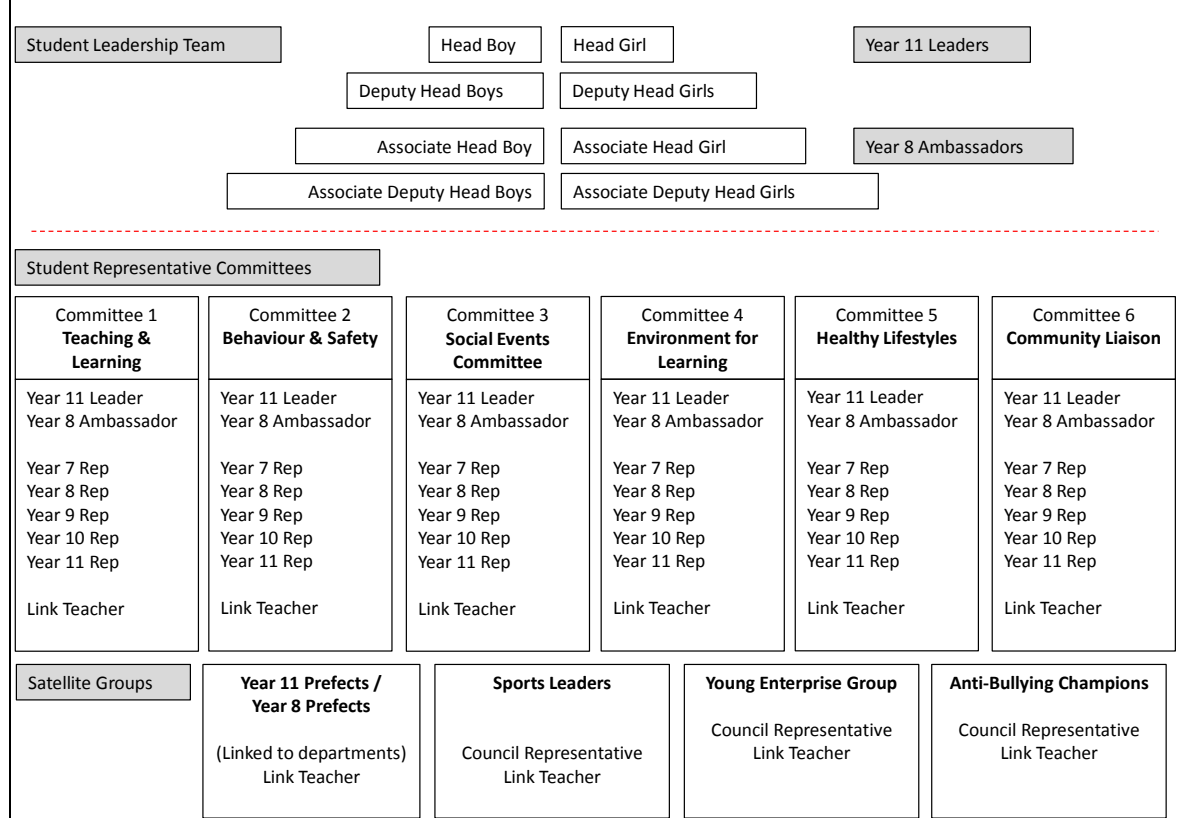 Student Leadership Team
Head Boy
Head Girl
Year 11 Leaders
Deputy Head Boys
Deputy Head Girls
Associate Head Boy
Associate Head Girl
Year 8 Ambassadors
Associate Deputy Head Boys
Associate Deputy Head Girls
Student Representative Committees
Committee 1
Teaching &
Learning
Year 11 Leader
Year 8 Ambassador
Year 7 Rep
Year 8 Rep
Year 9 Rep
Year 10 Rep
Year 11 Rep
Link Teacher
Committee 2
Behaviour & Safety
Year 11 Leader
Year 8 Ambassador
Year 7 Rep
Year 8 Rep
Year 9 Rep
Year 10 Rep
Year 11 Rep
Link Teacher
Committee 3
Social Events
Committee
Year 11 Leader
Year 8 Ambassador
Year 7 Rep
Year 8 Rep
Year 9 Rep
Year 10 Rep
Year 11 Rep
Link Teacher
Committee 4
Environment for
Learning
Year 11 Leader
Year 8 Ambassador
Year 7 Rep
Year 8 Rep
Year 9 Rep
Year 10 Rep
Year 11 Rep
Link Teacher
Committee 5
Healthy Lifestyles
Year 11 Leader
Year 8 Ambassador
Year 7 Rep
Year 8 Rep
Year 9 Rep
Year 10 Rep
Year 11 Rep
Link Teacher
Committee 6
Community Liaison
Year 11 Leader
Year 8 Ambassador
Year 7 Rep
Year 8 Rep
Year 9 Rep
Year 10 Rep
Year 11 Rep
Link Teacher
Satellite Groups
Year 11 Prefects /
Year 8 Prefects
(Linked to departments)
Link Teacher
Sports Leaders
Council Representative
Link Teacher
Young Enterprise Group
Council Representative
Link Teacher
Anti-Bullying Champions
Council Representative
Link Teacher